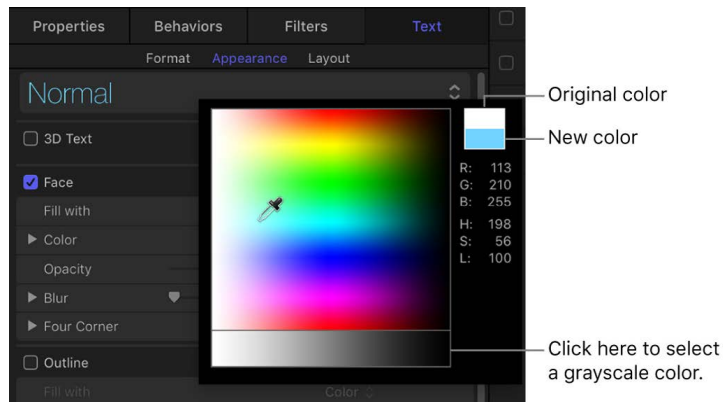 Properties Behaviors Filters Text
Format Appearance Layout
Normal
Original color
3D Text
New color
R: 113
G: 210
B: 255
H: 198
S: 56
L: 100
Face
Fill with
Color
Opacity
Blur
Four Corner
Click here to select
a grayscale color.
Outline
Fill with Color